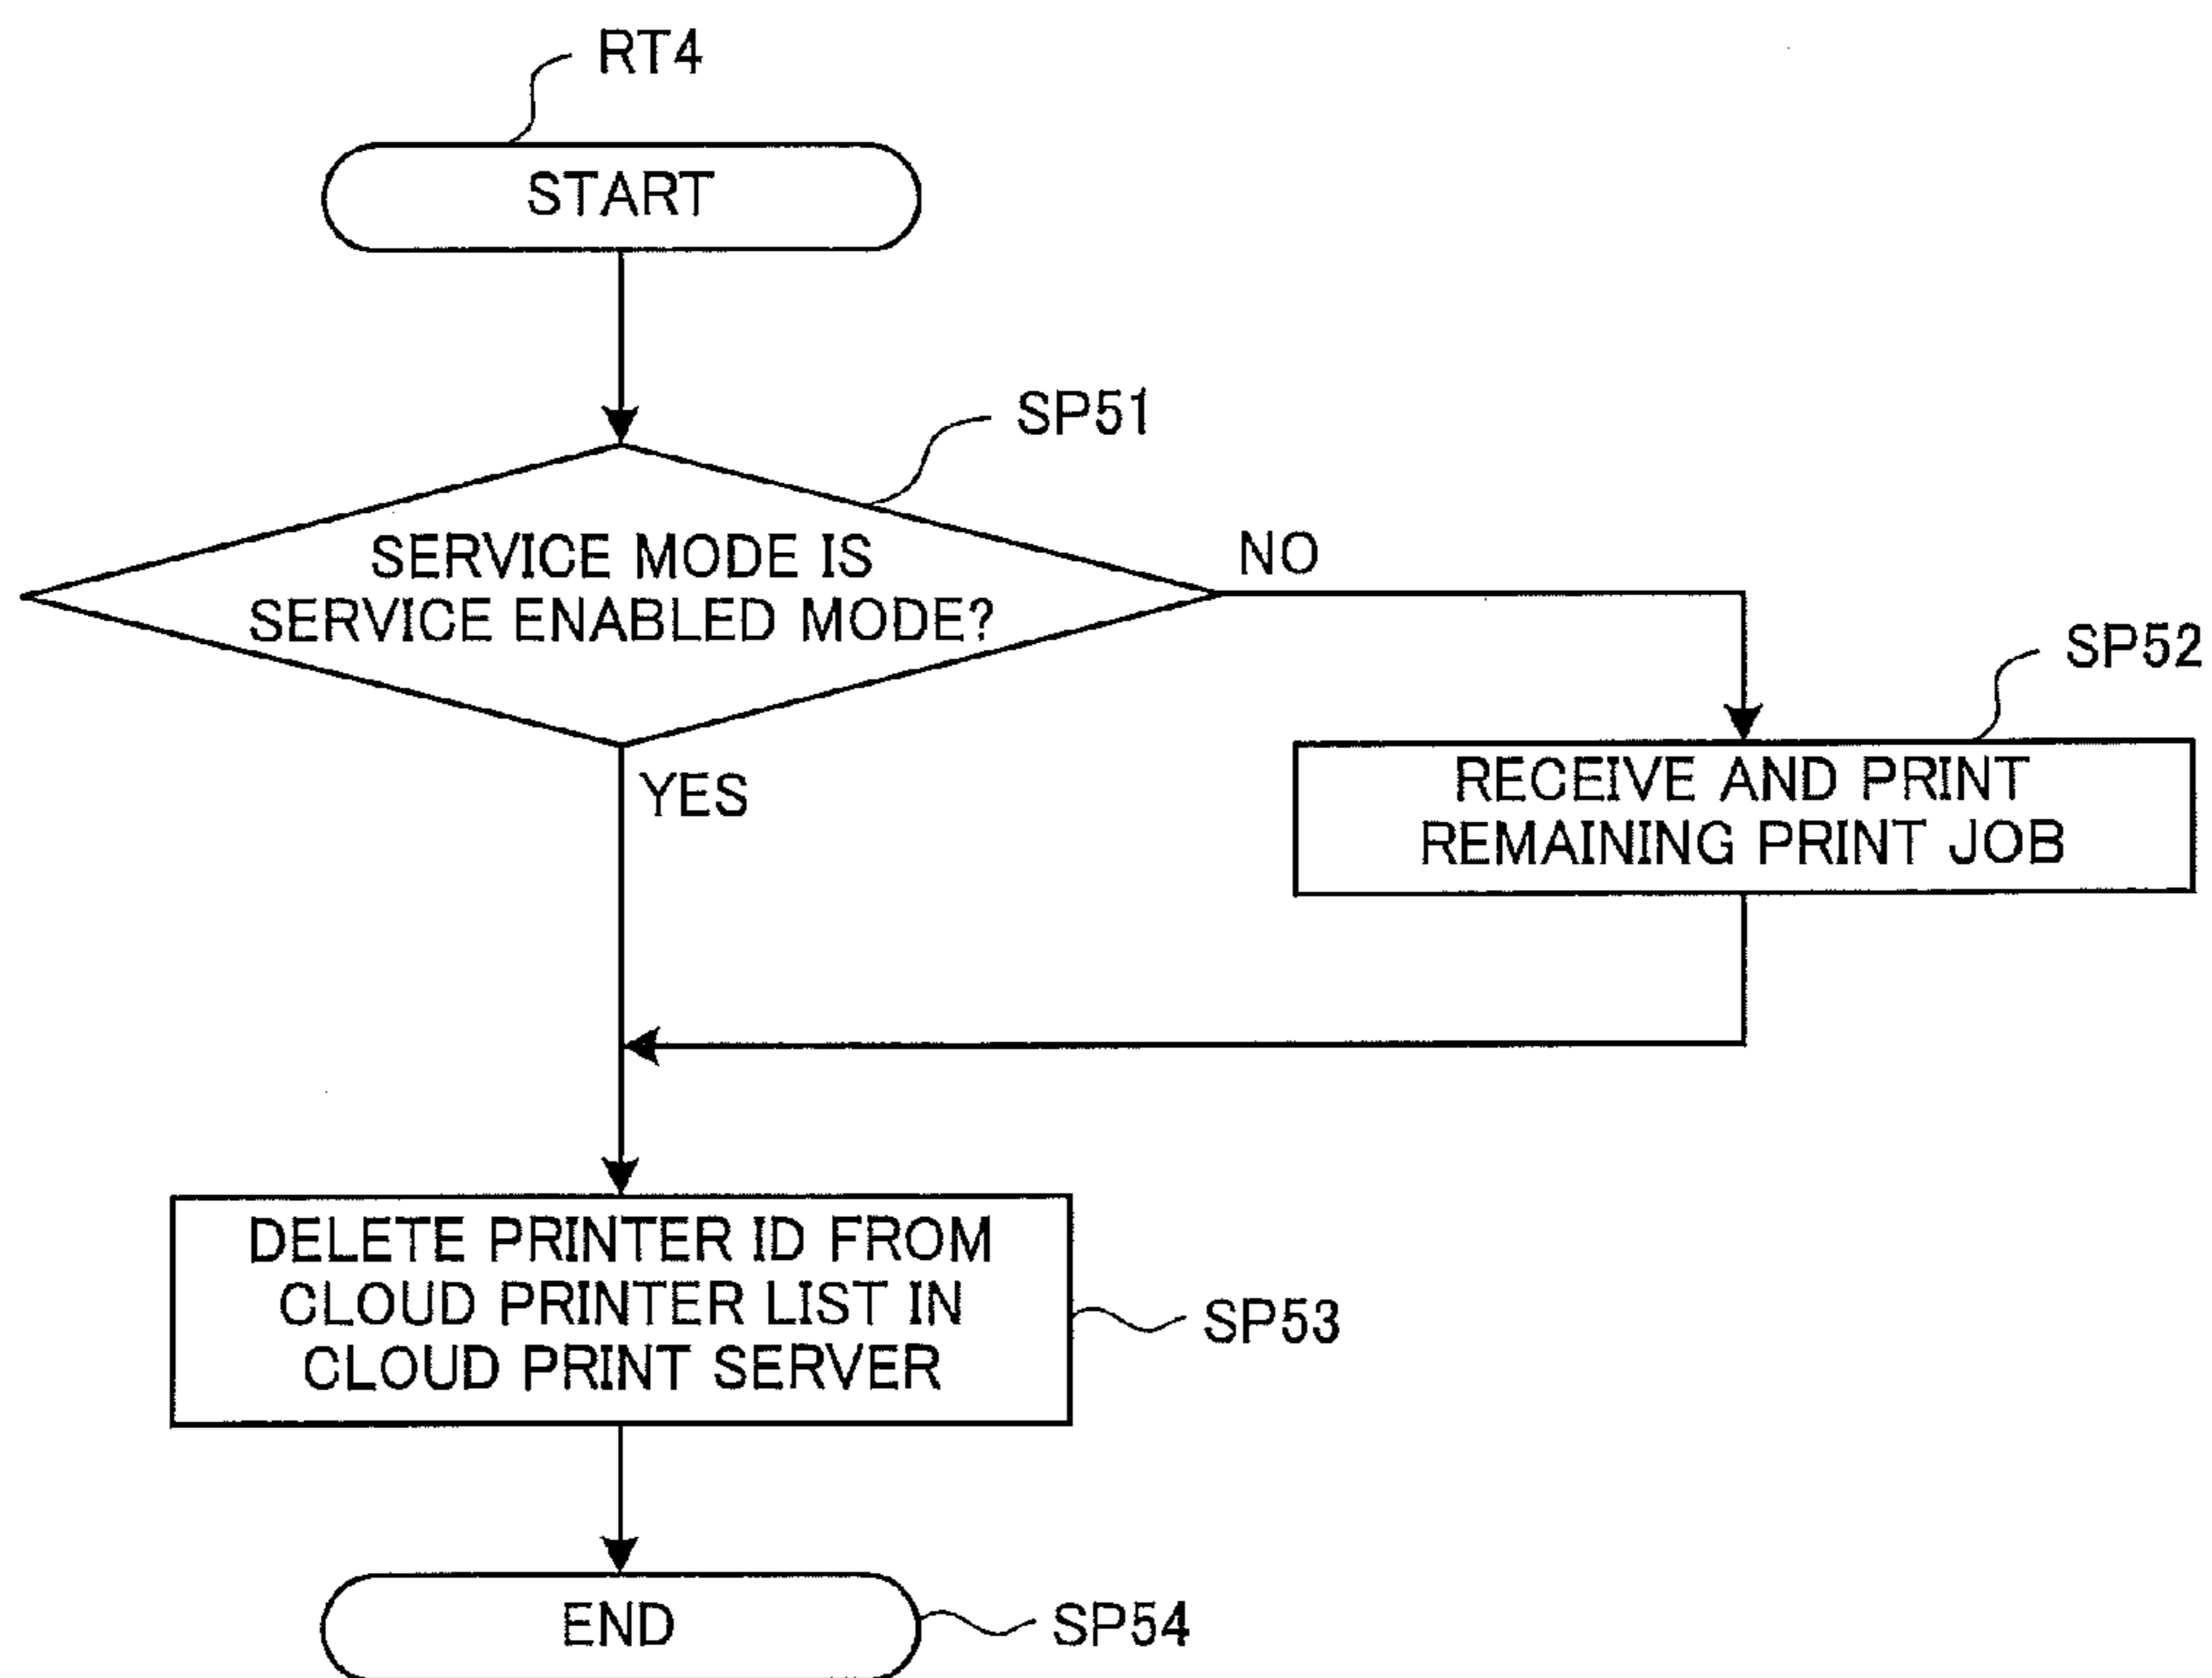 RT4
START
SP51
SERVICE MODE IS
SERVICE ENABLED MODE?
NO
SP52
YES
RECEIVE AND PRINT
REMAINING PRINT JOB
DELETE PRINTER ID FROM
CLOUD PRINTER LIST IN
CLOUD PRINT SERVER
SP53
END
SP54